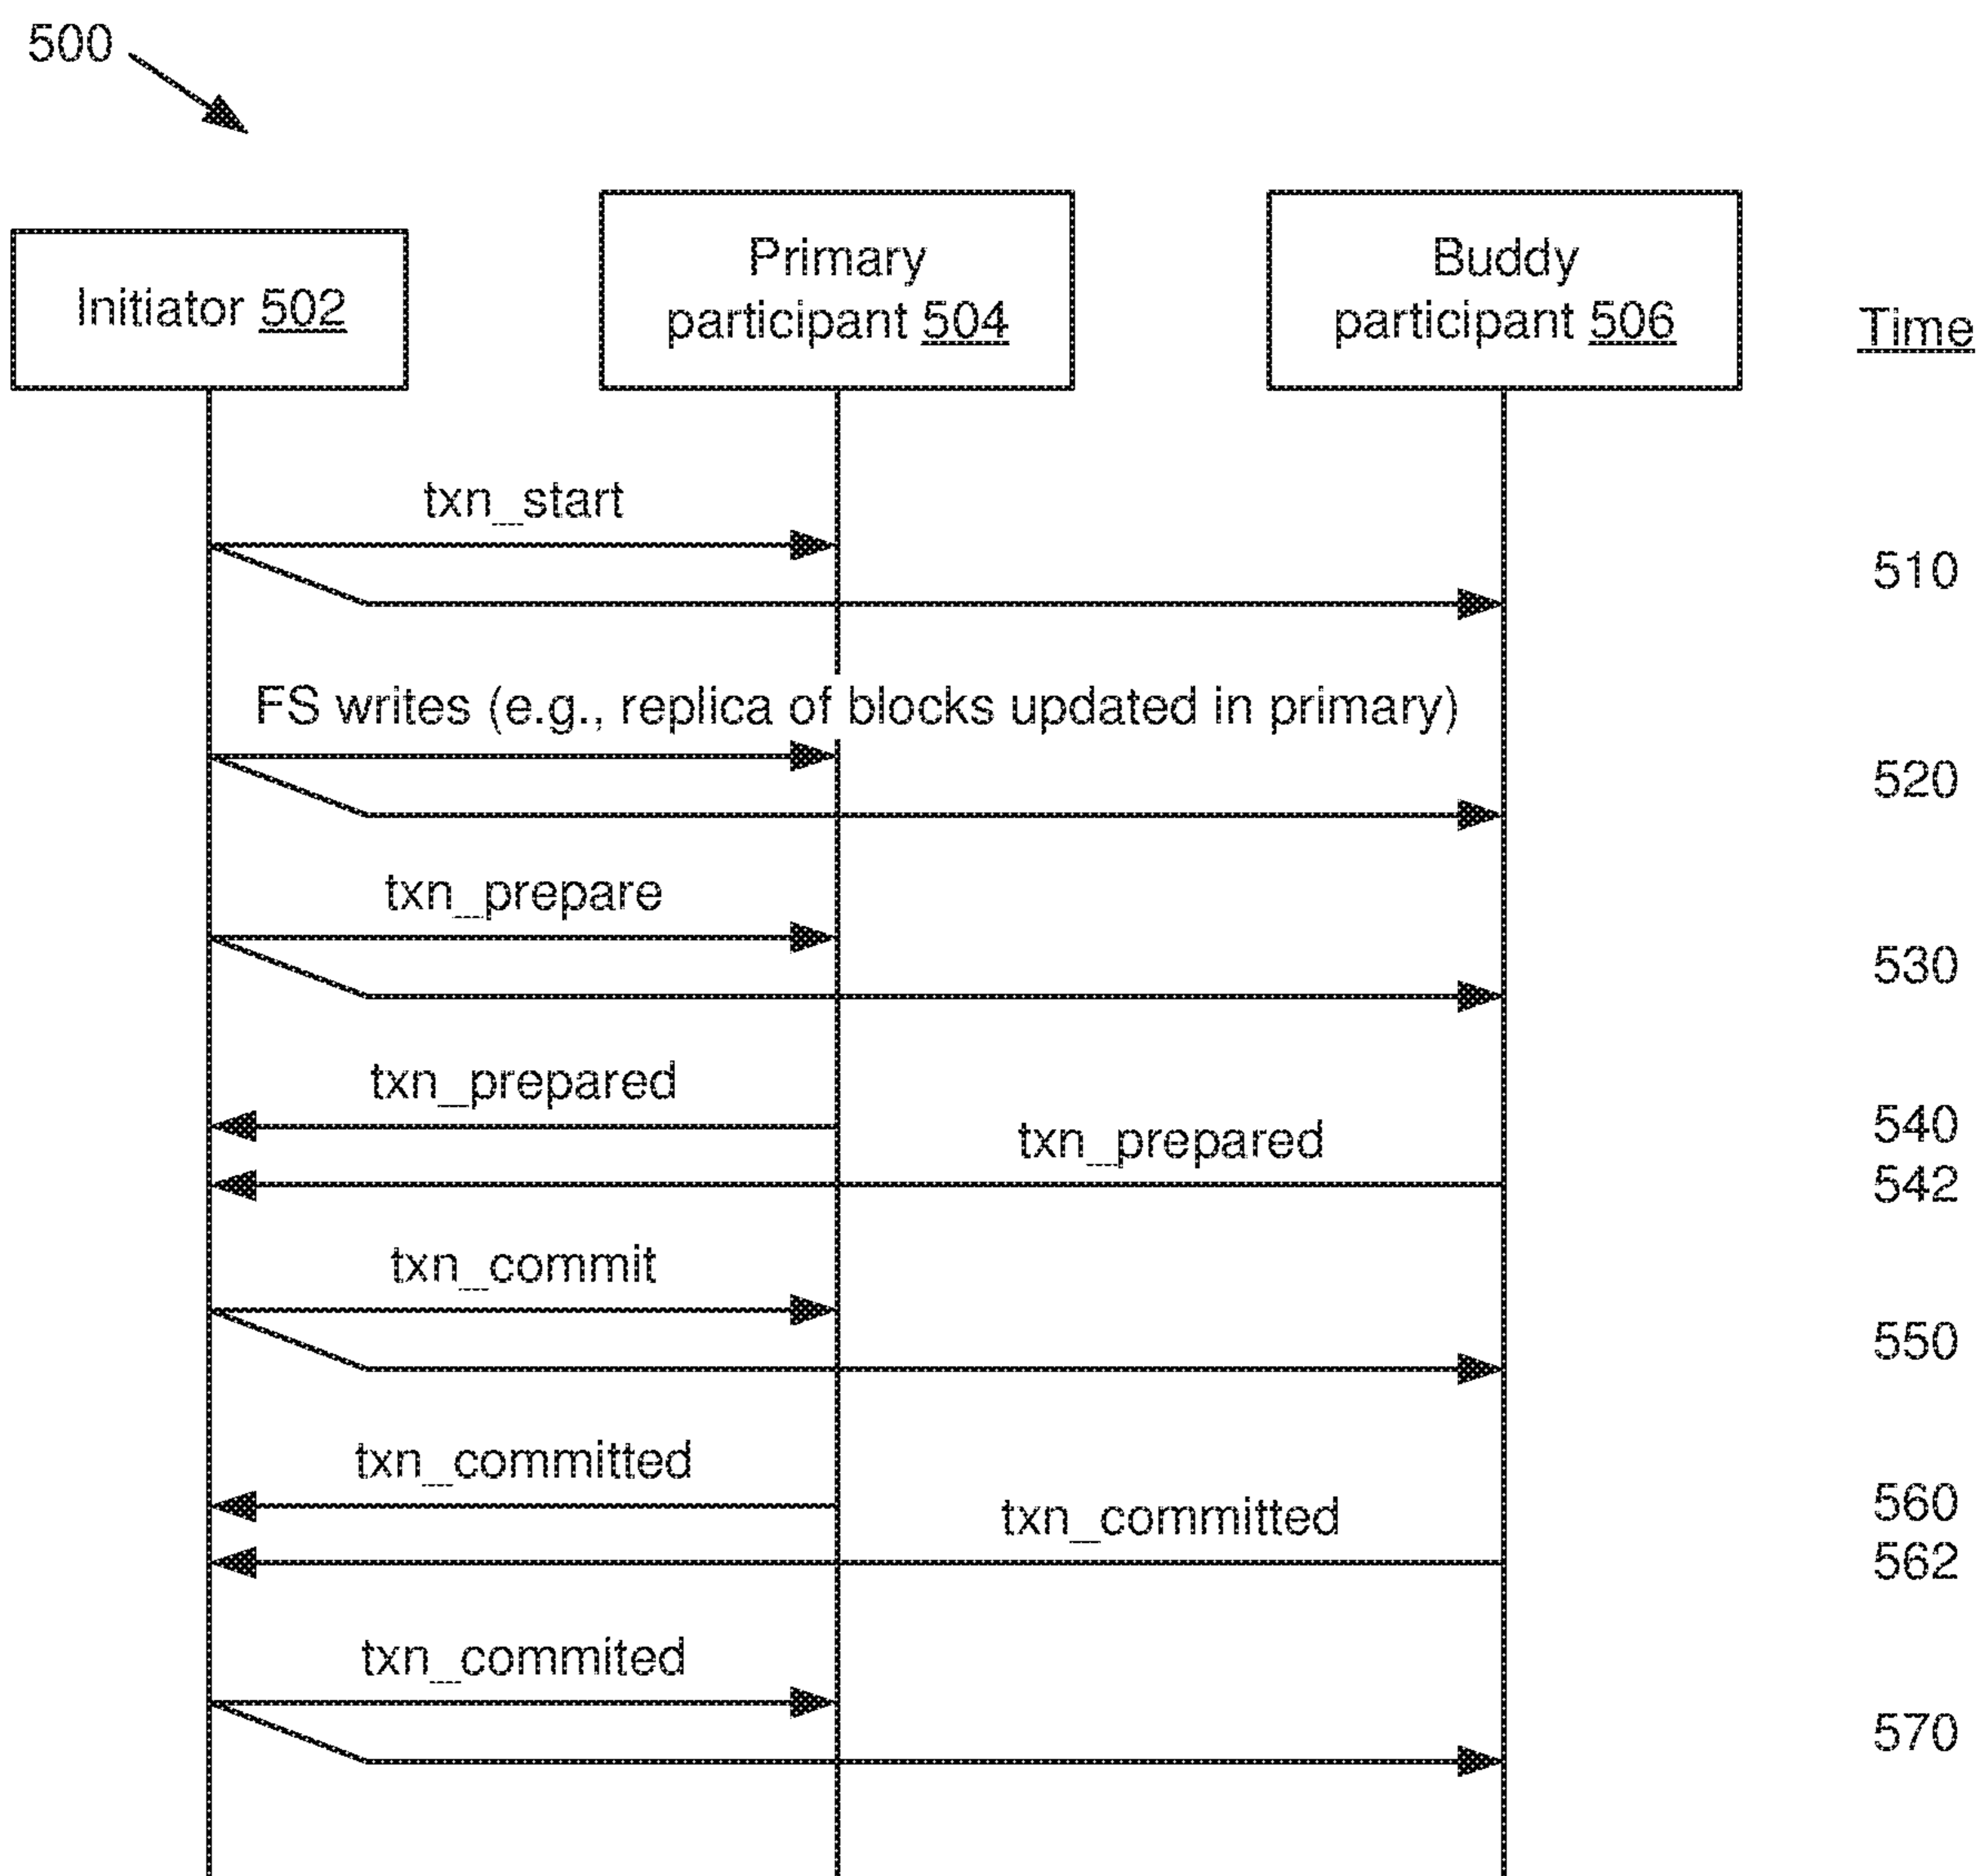 500
Initiator 502
Primary
participant 504
Buddy
participant 506
Time
txn_start
510
FS writes (e.g., replica of blocks updated in primary)
520
txn_prepare
530
txn_prepared
540
txn_prepared
542
txn_commit
550
txn_committed
560
txn_committed
562
txn_commited
570